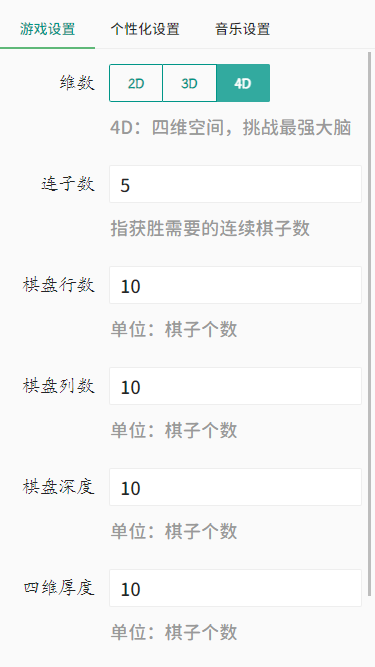 游戏设置 个性化设置 音乐设置
维数 2D 3D 4D
4D：四维空间，挑战最强大脑
连子数 5
指获胜需要的连续棋子数
棋盘行数 10
单位：棋子个数
棋盘列数 10
单位：棋子个数
棋盘深度 10
单位：棋子个数
四维厚度 10
单位：棋子个数